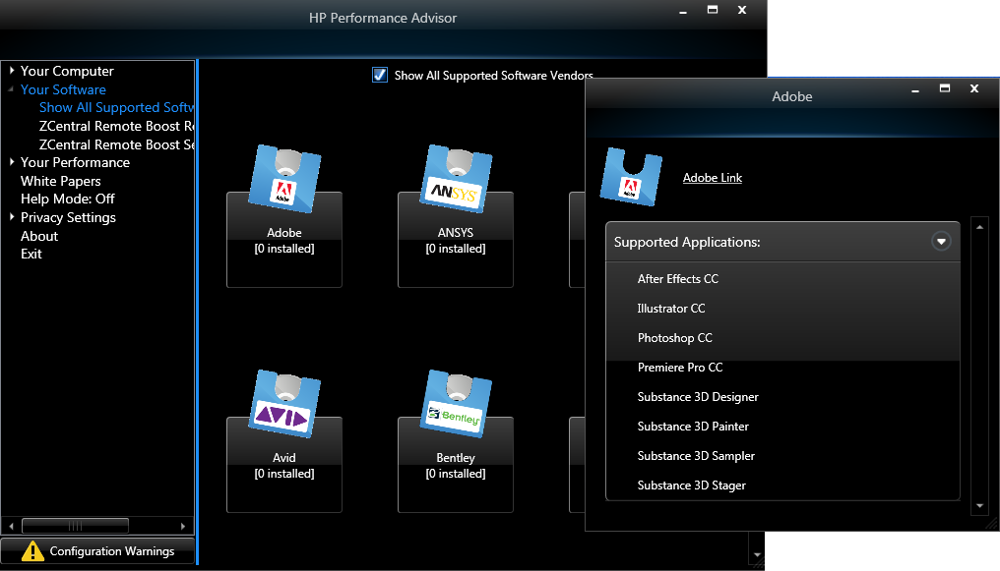 HP Performance Advisor
Your Computer
Your Software
Show All Supported Softw
ZCentral Remote Boost Re
ZCentral Remote Boost Se
Your Performance
White Papers
Help Mode: Off
Privacy Settings
About
Exit
Configuration Warnings
Show All Supported Software Vendors
Adobe
Adobe
[0 installed]
ANSYS
ANSYS
[0 installed]
AVID
Avid
[0 installed]
Bentley
Bentley
[0 installed]
Adobe
Adobe
Adobe Link
Supported Applications:
After Effects CC
Illustrator CC
Photoshop CC
Premiere Pro CC
Substance 3D Designer
Substance 3D Painter
Substance 3D Sampler
Substance 3D Stager